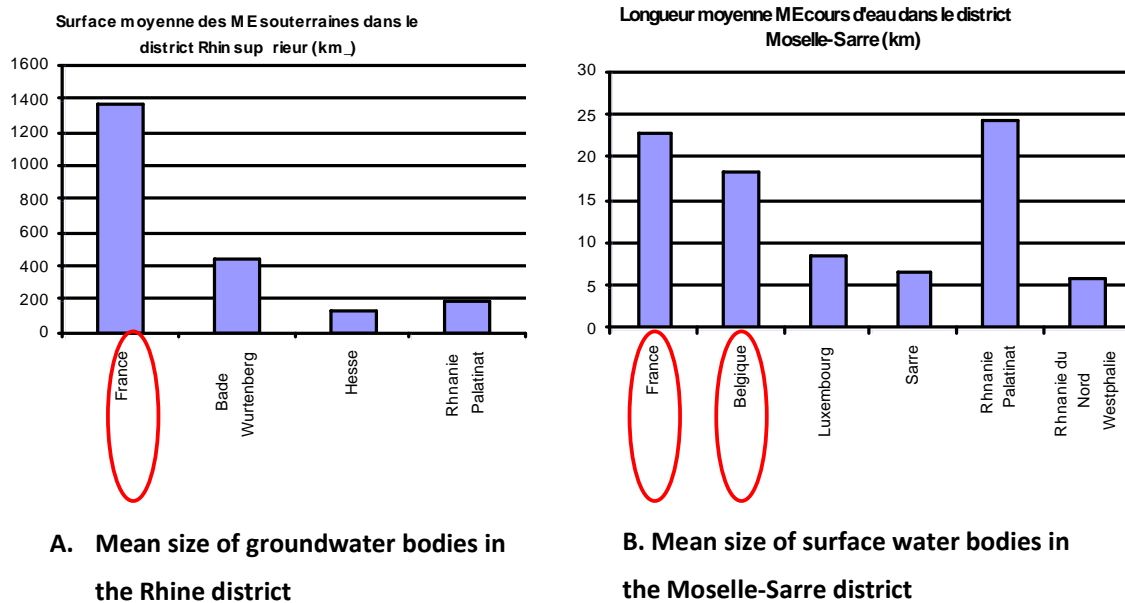 Surface moyenne des ME souterraines dans le
district Rhin sup rieur (km_)
1600
1400
1200
1000
800
600
400
200
0
France
Bade
Wurtenberg
Hesse
Rhnanie
Palatinat
A. Mean size of groundwater bodies in
the Rhine district
Longueur moyenne ME cours d'eau dans le district
Moselle-Sarre (km)
30
25
20
15
10
5
0
France
Belgique
Luxembourg
Sarre
Rhnanie
Palatinat
Rhnanie du
Nord
Westphalie
B. Mean size of surface water bodies in
the Moselle-Sarre district